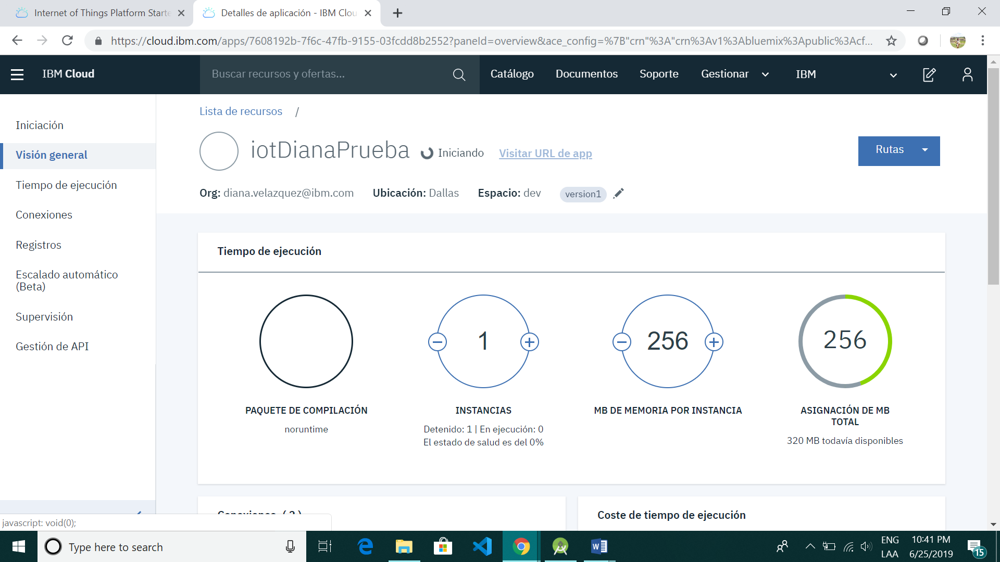 Internet of Things Platform Starte
Detalles de aplicación - IBM Clou
https://cloud.ibm.com/apps/7608192b-7f6c-47fb-9155-03fcdd8b2552?paneId=overview&ace_config=%7B"crn"%3A"crn%3Av1%3Abluemix%3Apublic%3Acf...
IBM Cloud
Buscar recursos y ofertas...
Catálogo
Documentos
Soporte
Gestionar
IBM
Iniciación
Visión general
Tiempo de ejecución
Conexiones
Registros
Escalado automático
(Beta)
Supervisión
Gestión de API
Lista de recursos /
iotDianaPrueba
Iniciando
Visitar URL de app
Rutas
Org: diana.velazquez@ibm.com
Ubicación: Dallas
Espacio: dev
version1
Tiempo de ejecución
1
256
256
PAQUETE DE COMPILACIÓN
noruntime
INSTANCIAS
Detenido: 1 | En ejecución: 0
El estado de salud es del 0%
MB DE MEMORIA POR INSTANCIA
ASIGNACIÓN DE MB
TOTAL
320 MB todavía disponibles
Conexiones
Coste de tiempo de ejecución
javascript: void(0);
Type here to search
ENG
LAA
10:41 PM
6/25/2019
15